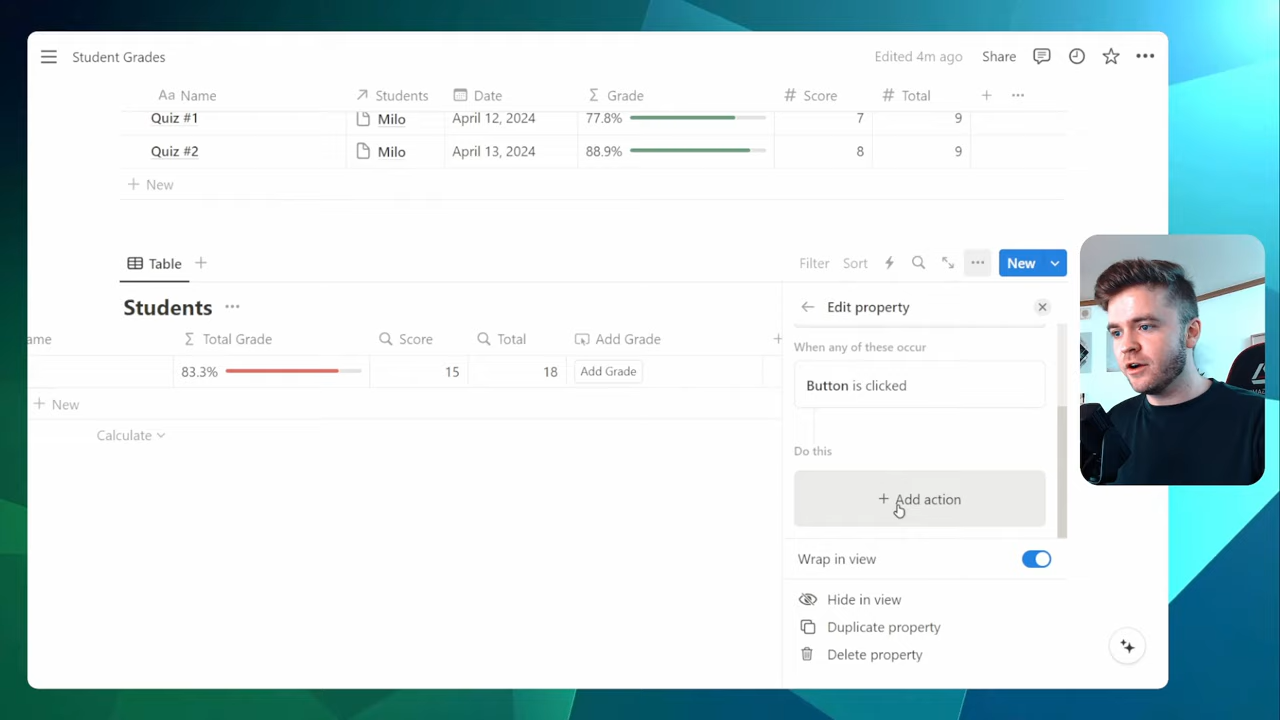 Student Grades
Edited 4m ago
Share
Aa Name
Students
Date
Σ Grade
# Score
# Total
Quiz #1
Milo
April 12, 2024
77.8%
7
9
Quiz #2
Milo
April 13, 2024
88.9%
8
9
+ New
Table
Filter
Sort
New
Students
Edit property
ame
Σ Total Grade
Score
Total
Add Grade
When any of these occur
83.3%
15
18
Add Grade
Button is clicked
+ New
Calculate
Do this
+ Add action
Wrap in view
Hide in view
Duplicate property
Delete property